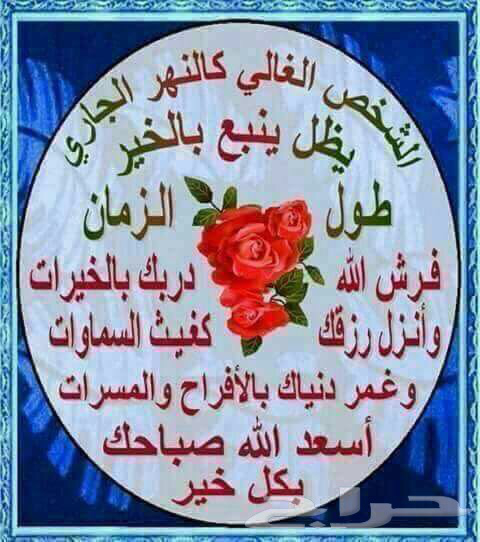 الشخص الغالي كالنهر الجاري
يظل ينبع بالخير
طول الزمان
فرش الله دربك بالخيرات
وأنزل رزقك كغيث السماوات
وغمر دنياك بالأفراح والمسرات
أسعد الله صباحك
بكل خير
حراج